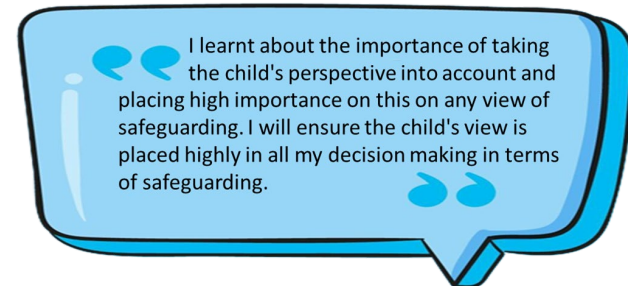 I learnt about the importance of taking
the child's perspective into account and
placing high importance on this on any view of
safeguarding. I will ensure the child's view is
placed highly in all my decision making in terms
of safeguarding.